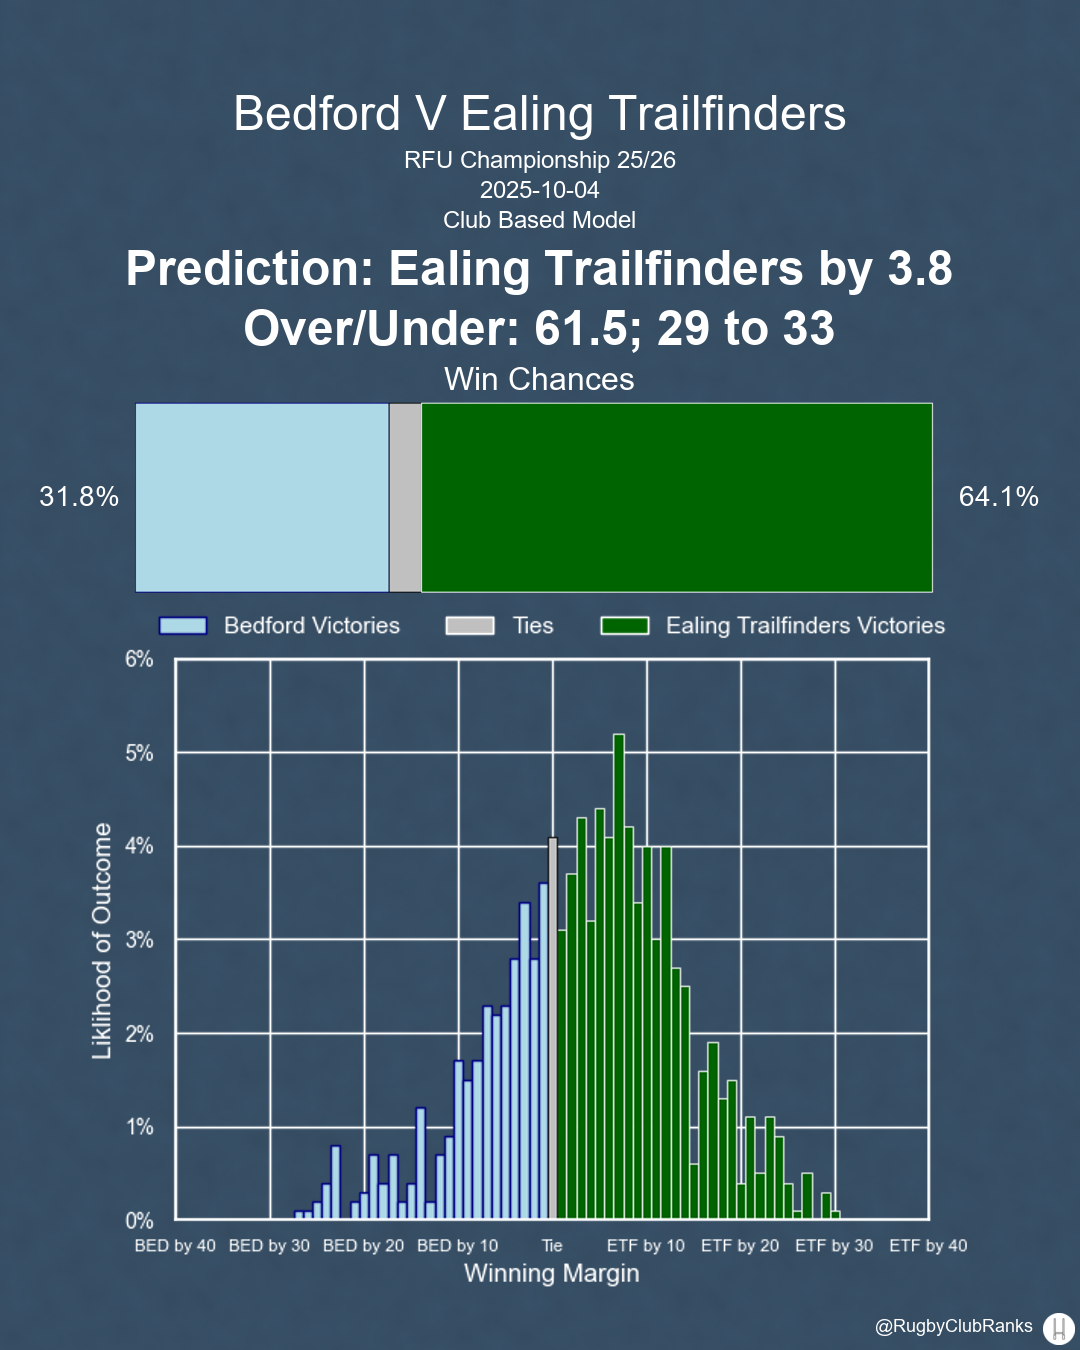 Bedford V Ealing Trailfinders
RFU Championship 25/26
2025-10-04
Club Based Model
Prediction: Ealing Trailfinders by 3.8
Over/Under: 61.5; 29 to 33
Win Chances
31.8%
64.1%
Bedford Victories Ties Ealing Trailfinders Victories
6%
5%
4%
3%
2%
1%
0%
Liklihood of Outcome
BED by 40 BED by 30 BED by 20 BED by 10 Tie ETF by 10 ETF by 20 ETF by 30 ETF by 40
Winning Margin
@RugbyClubRanks